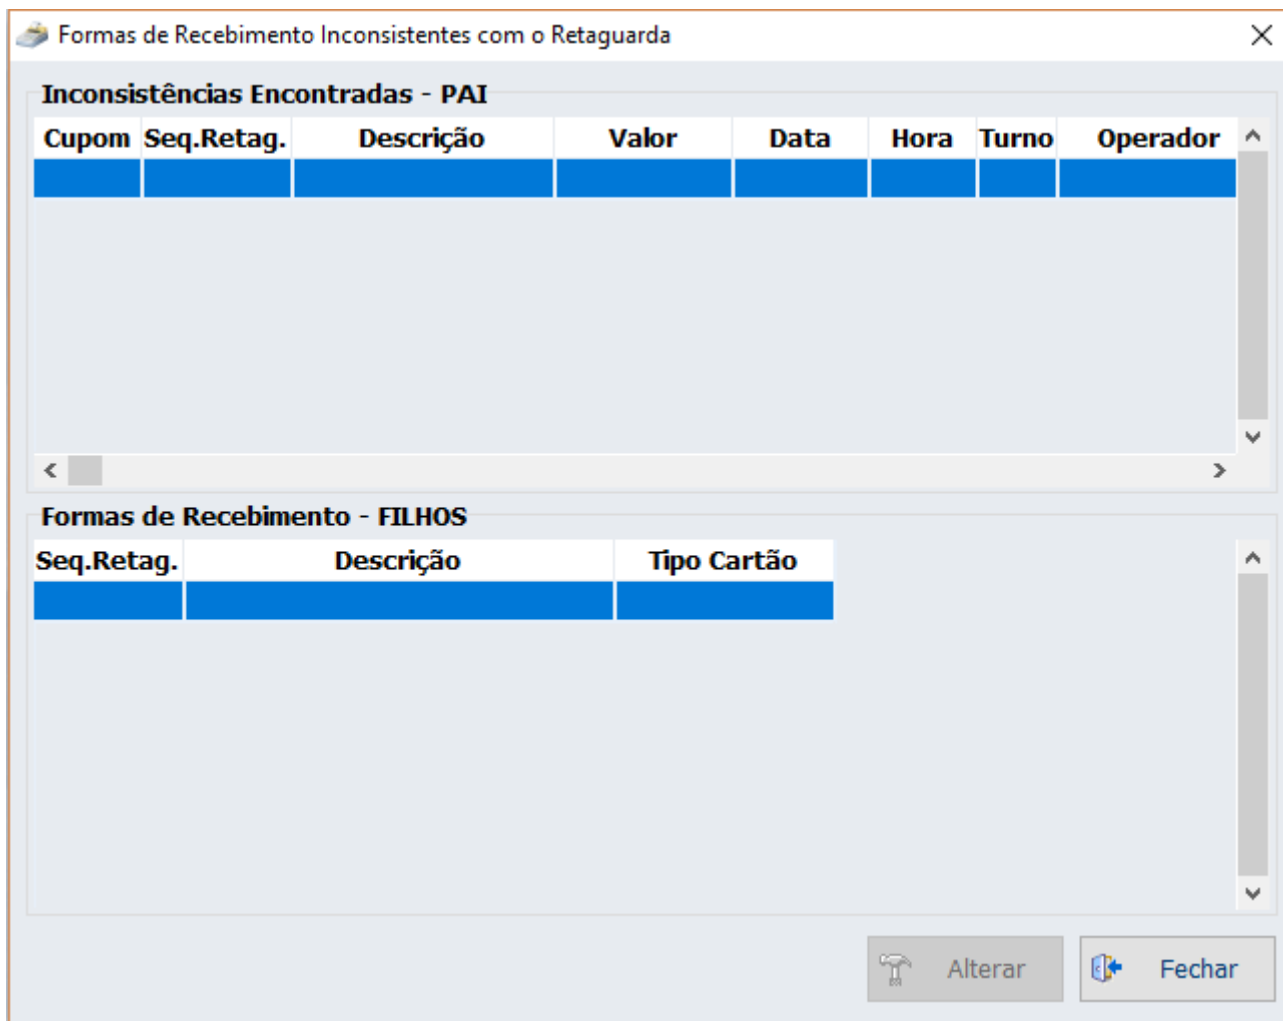 Formas de Recebimento Inconsistentes com o Retaguarda
Inconsistências Encontradas - PAI
Cupom Seq.Retag. Descrição Valor Data Hora Turno Operador
Formas de Recebimento - FILHOS
Seq.Retag. Descrição Tipo Cartão
Alterar Fechar